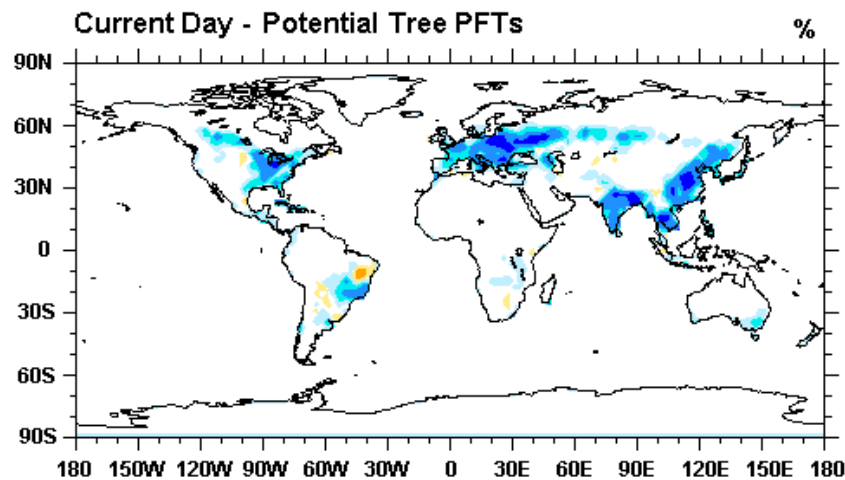 Current Day - Potential Tree PFTs %
90N
60N
30N
0
30S
60S
90S
180 150W 120W 90W 60W 30W 0 30E 60E 90E 120E 150E 180